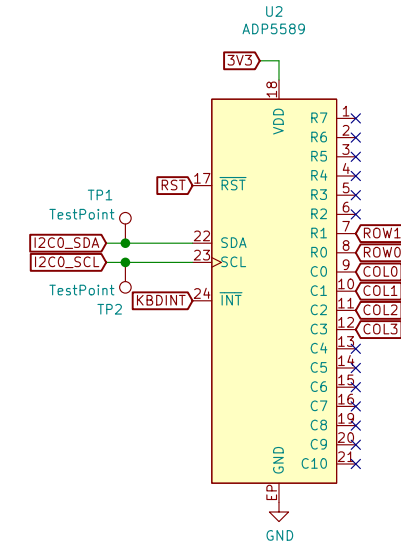 U2
ADP5589
3V3
18
VDD
R7 1
R6 2
R5 3
17 R4 4
RST RST
TP1 R3 5
TestPoint R2 6
R1 7 ROW1
I2C0_SDA 22 SDA
R0 8 ROW0
I2C0_SCL 23 SCL
C0 9 COL0
TestPoint C1 10 COL1
KBDINT 24 INT
TP2 C2 11 COL2
C3 12 COL3
C4 13
C5 14
C6 15
C7 16
C8 19
C9 20
GND C10 21
EP
GND